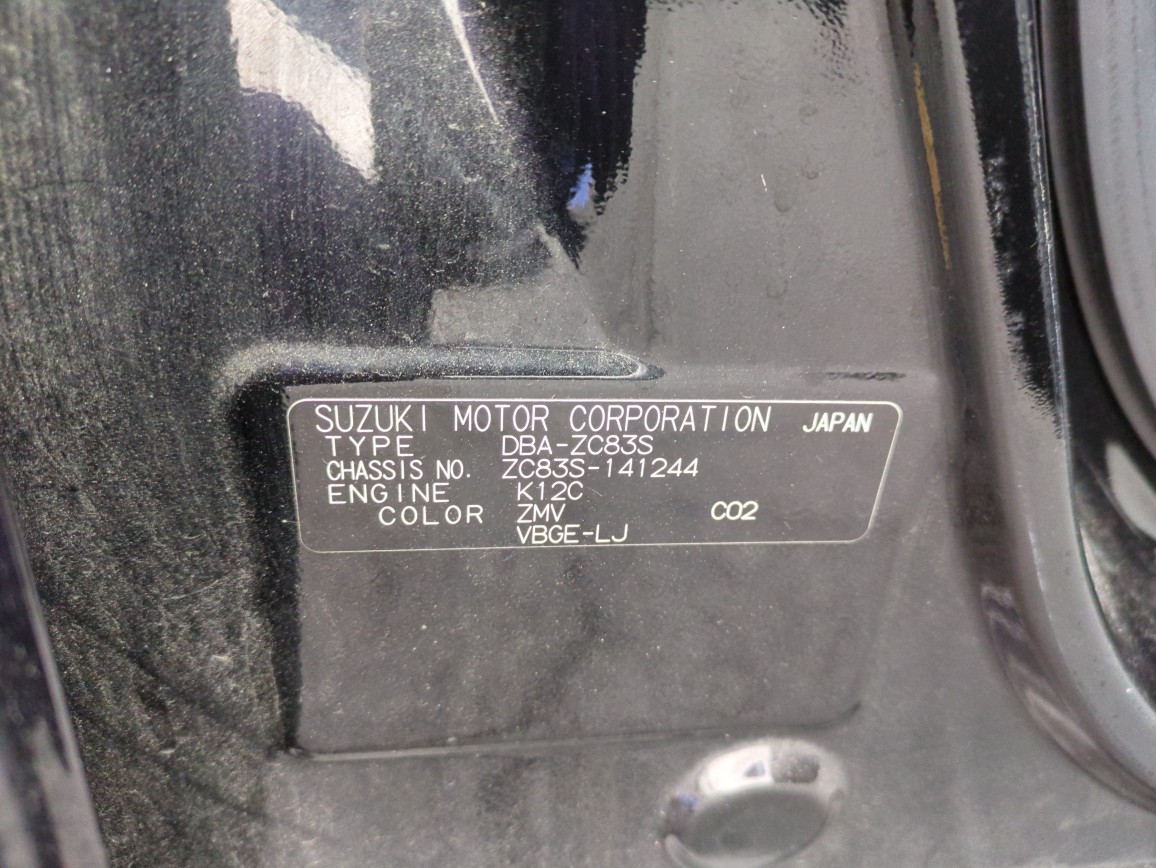 SUZUKI MOTOR CORPORATION JAPAN
TYPE DBA-ZC83S
CHASSIS NO. ZC83S-141244
ENGINE K12C
COLOR ZMV C02
VBGE-LJ